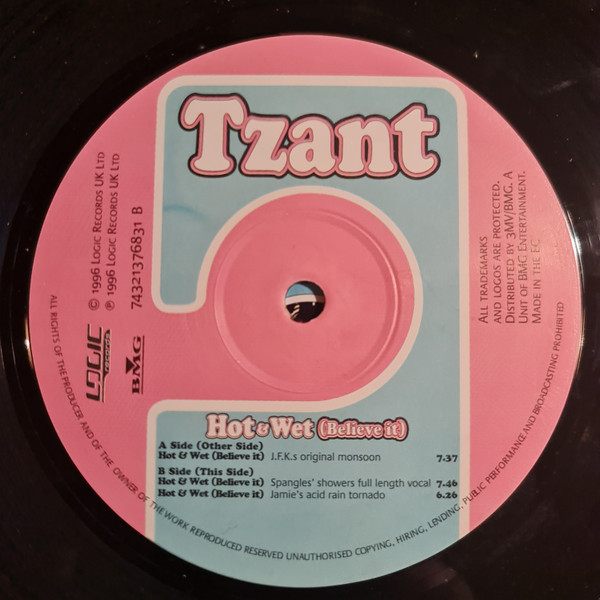 Tzant
© 1996 Logic Records UK Ltd
℗ 1996 Logic Records UK Ltd
74321376831 B
LOGIC
records
BMG
All trademarks
and logos are protected.
Distributed by 3MV/BMG. A
Unit of BMG Entertainment.
Made in the EC
Hot & Wet (Believe it)
A Side (Other Side)
Hot & Wet (Believe it) J.F.K.s original monsoon 7.37
B Side (This Side)
Hot & Wet (Believe it) Spangles' showers full length vocal 7.46
Hot & Wet (Believe it) Jamie's acid rain tornado 6.26
ALL RIGHTS OF THE PRODUCER AND OF THE OWNER OF THE WORK REPRODUCED RESERVED UNAUTHORISED COPYING, HIRING, LENDING, PUBLIC PERFORMANCE AND BROADCASTING PROHIBITED